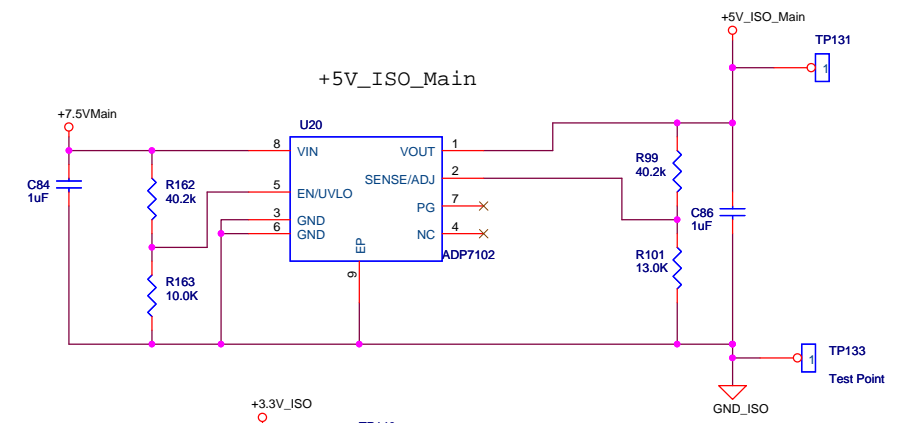 +5V_ISO_Main
TP131
1
+5V_ISO_Main
+7.5VMain
U20
8
VIN
VOUT
1
R99
40.2k
C84
1uF
R162
40.2k
5
EN/UVLO
SENSE/ADJ
2
3
GND
PG
7
6
GND
NC
4
C86
1uF
EP
ADP7102
9
R101
13.0K
R163
10.0K
TP133
1
Test Point
GND_ISO
+3.3V_ISO